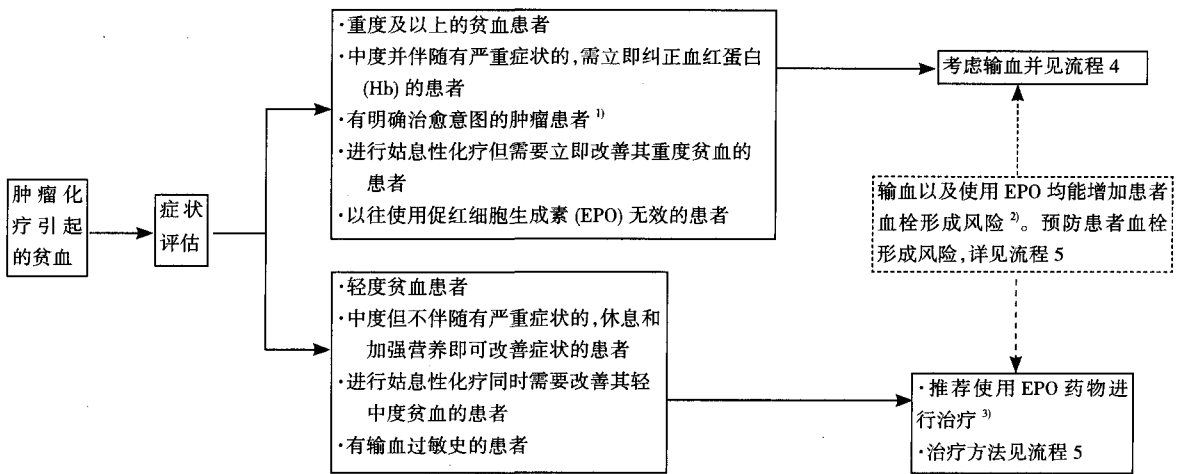 肿瘤化
疗引起
的贫血
症状
评估
·重度及以上的贫血患者
·中度并伴随有严重症状的,需立即纠正血红蛋白
(Hb) 的患者
·有明确治愈意图的肿瘤患者 1)
·进行姑息性化疗但需要立即改善其重度贫血的
患者
·以往使用促红细胞生成素 (EPO) 无效的患者
·轻度贫血患者
·中度但不伴随有严重症状的,休息和
加强营养即可改善症状的患者
·进行姑息性化疗同时需要改善其轻
中度贫血的患者
·有输血过敏史的患者
考虑输血并见流程 4
输血以及使用 EPO 均能增加患者
血栓形成风险 2)。预防患者血栓
形成风险,详见流程 5
·推荐使用 EPO 药物进
行治疗 3)
·治疗方法见流程 5